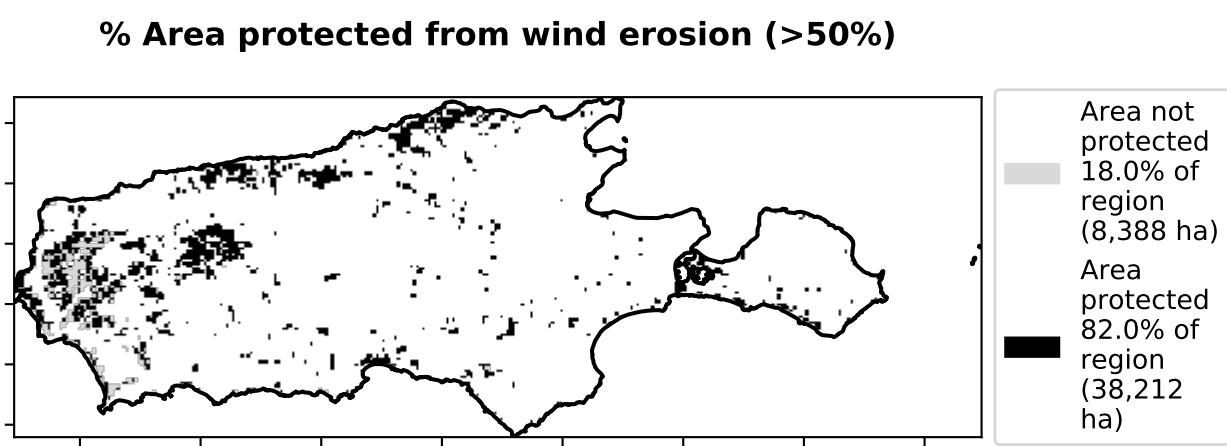 % Area protected from wind erosion (>50%)
Area not
protected
18.0% of
region
(8,388 ha)
Area
protected
82.0% of
region
(38,212
ha)